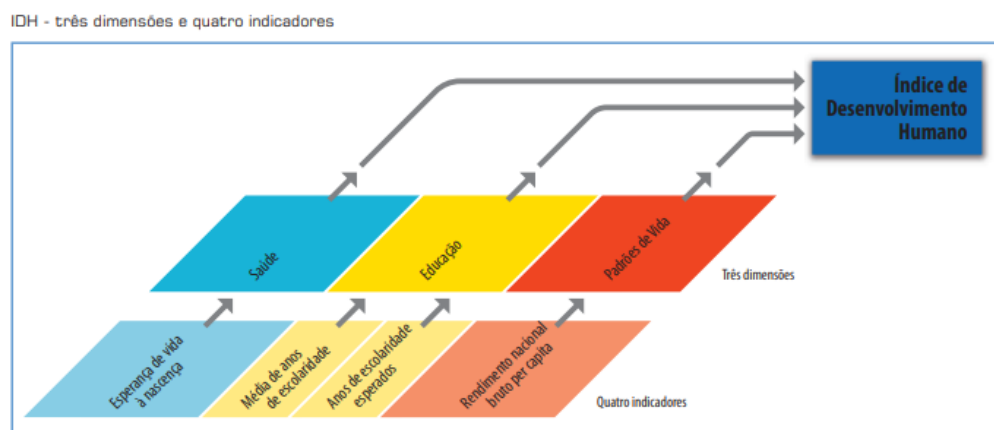 IDH - três dimensões e quatro indicadores
Índice de
Desenvolvimento
Humano
Saúde
Educação
Padrões de Vida
Três dimensões
Esperança de vida
à nascença
Média de anos
de escolaridade
Anos de escolaridade
esperados
Rendimento nacional
bruto per capita
Quatro indicadores